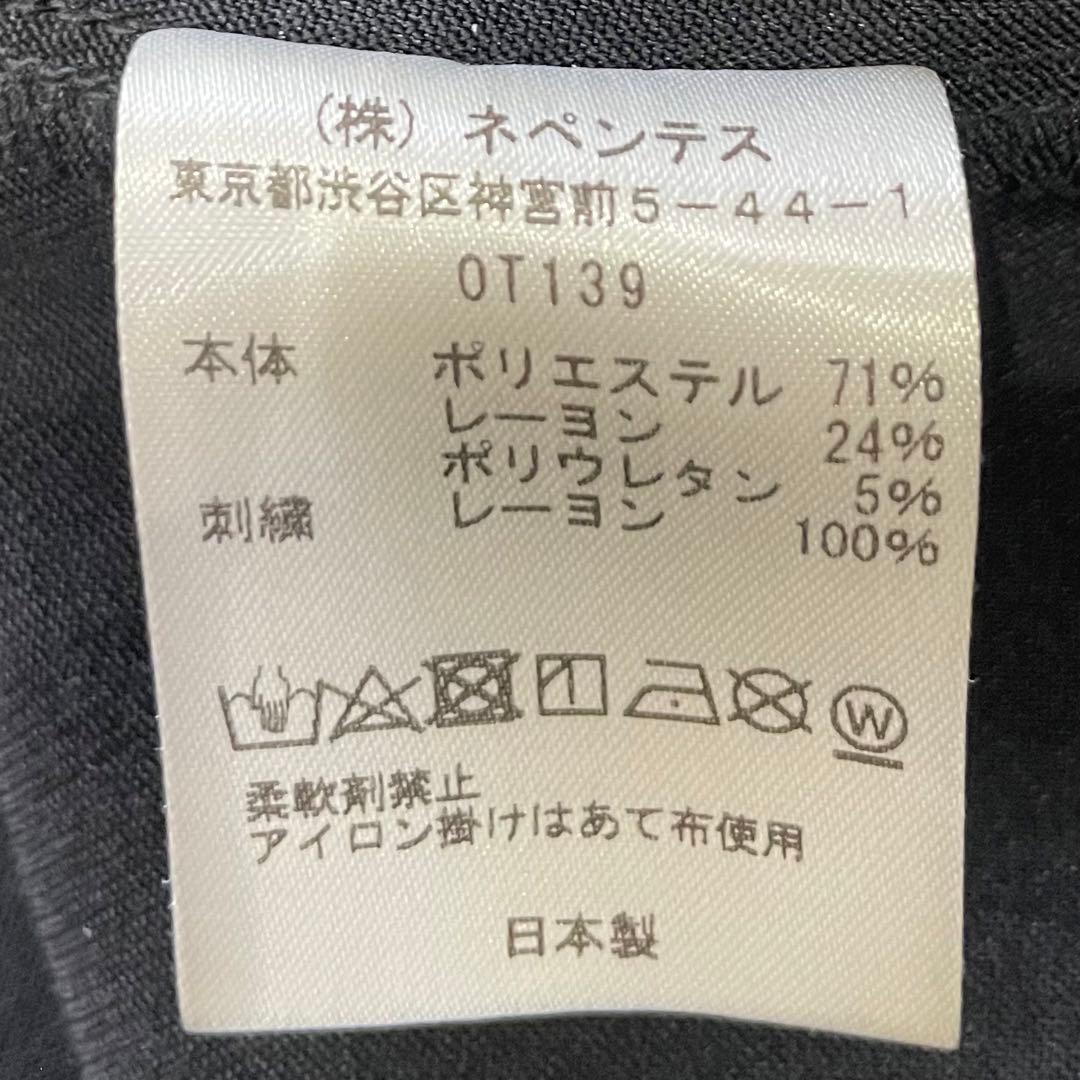 (株) ネペンテス
東京都渋谷区神宮前5-44-1
0T139
本体 ポリエステル 71%
レーヨン 24%
ポリウレタン 5%
刺繍 レーヨン 100%
W
柔軟剤禁止
アイロン掛けはあて布使用
日本製